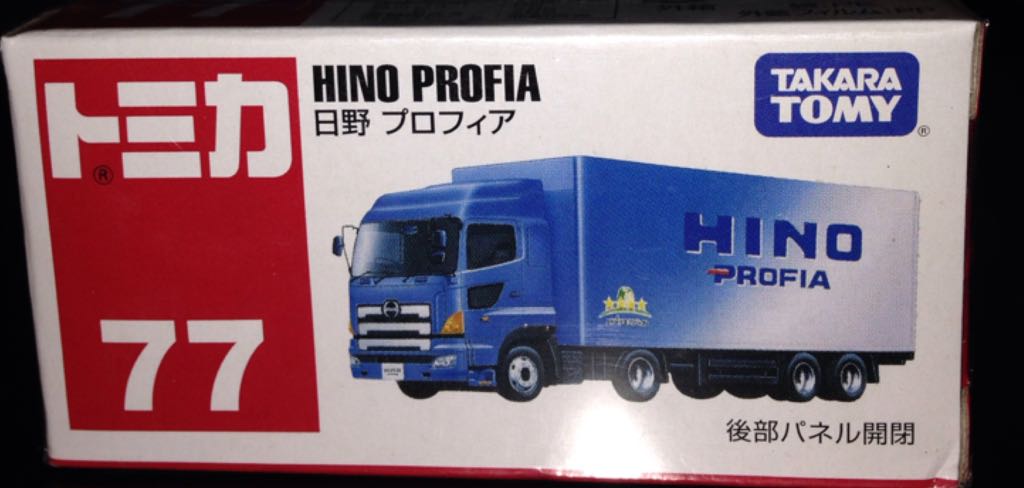 トミカ
®
77
HINO PROFIA
日野 プロフィア
TAKARA
TOMY
®
HINO
PROFIA
後部パネル開閉